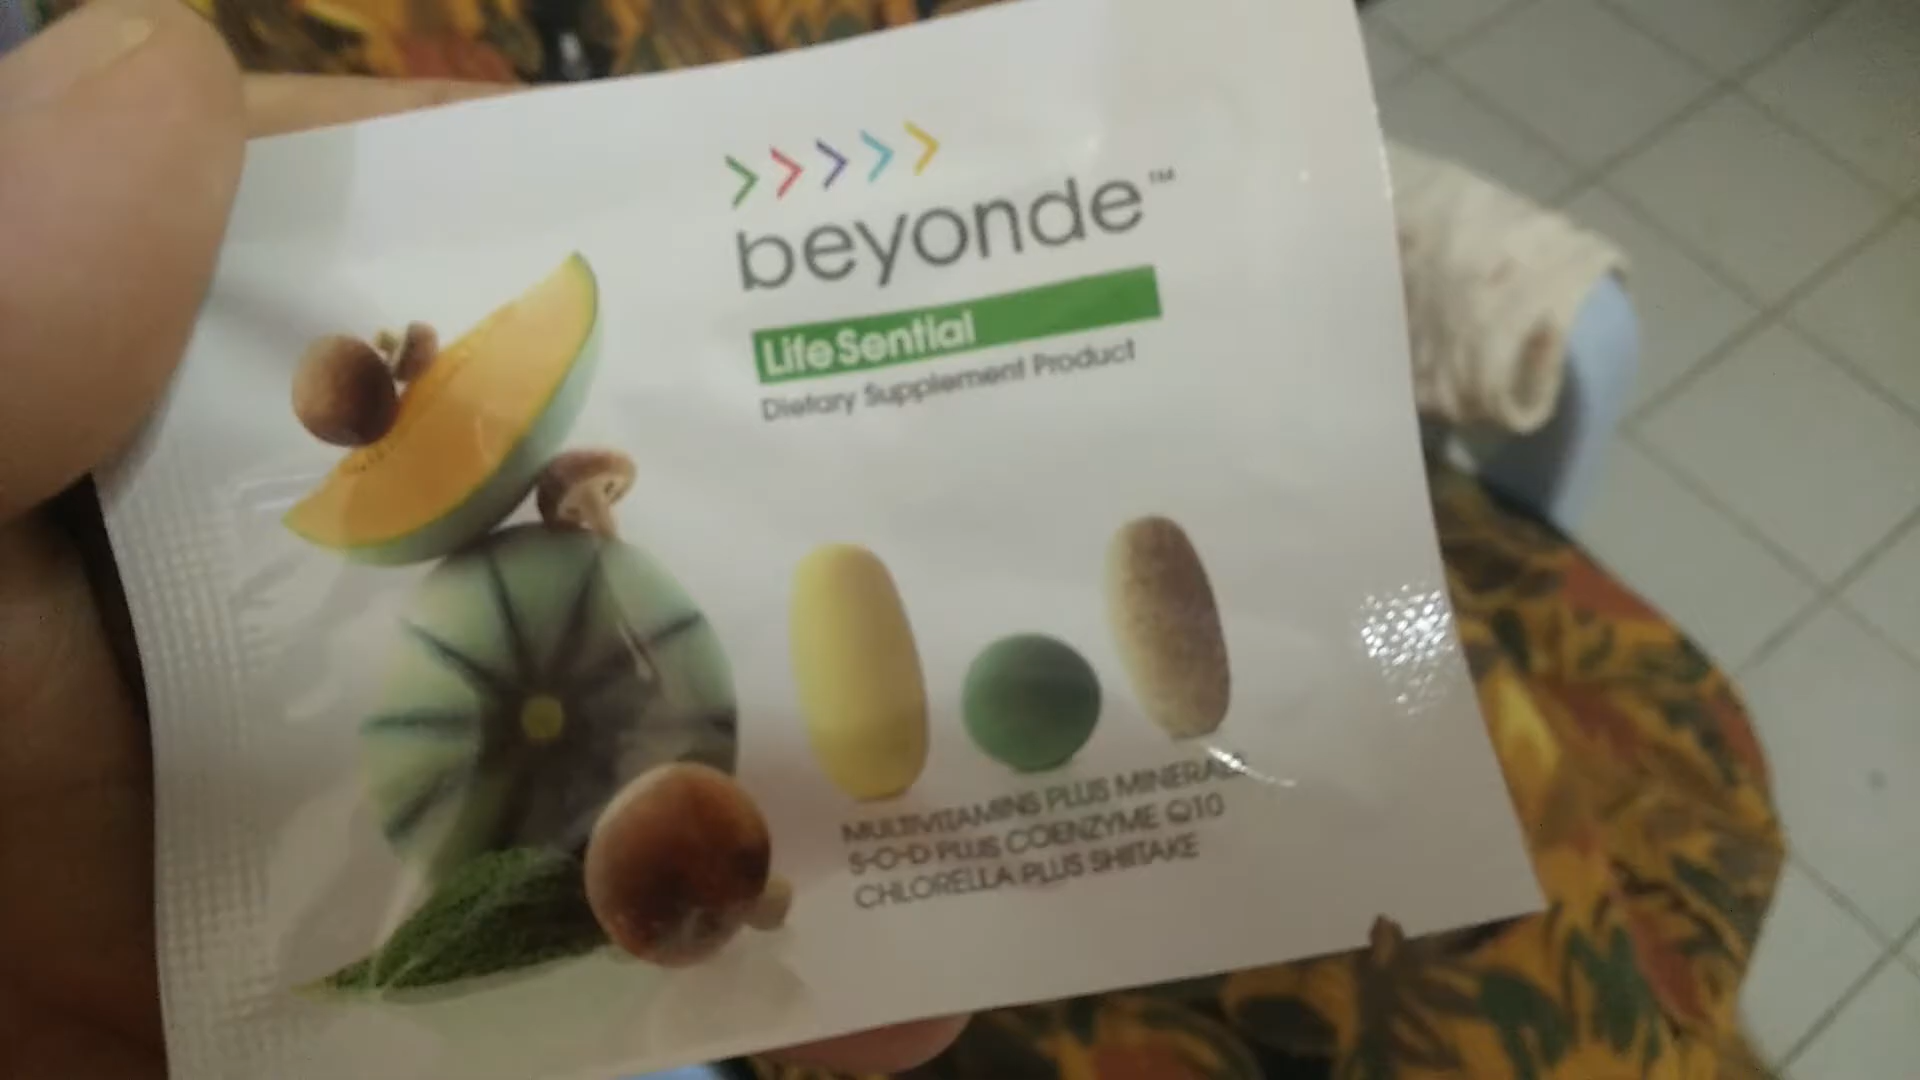 >>>>>
beyonde™
LifeSential
Dietary Supplement Product
MULTIVITAMINS PLUS MINERALS
S-O-D PLUS COENZYME Q10
CHLORELLA PLUS SHIITAKE